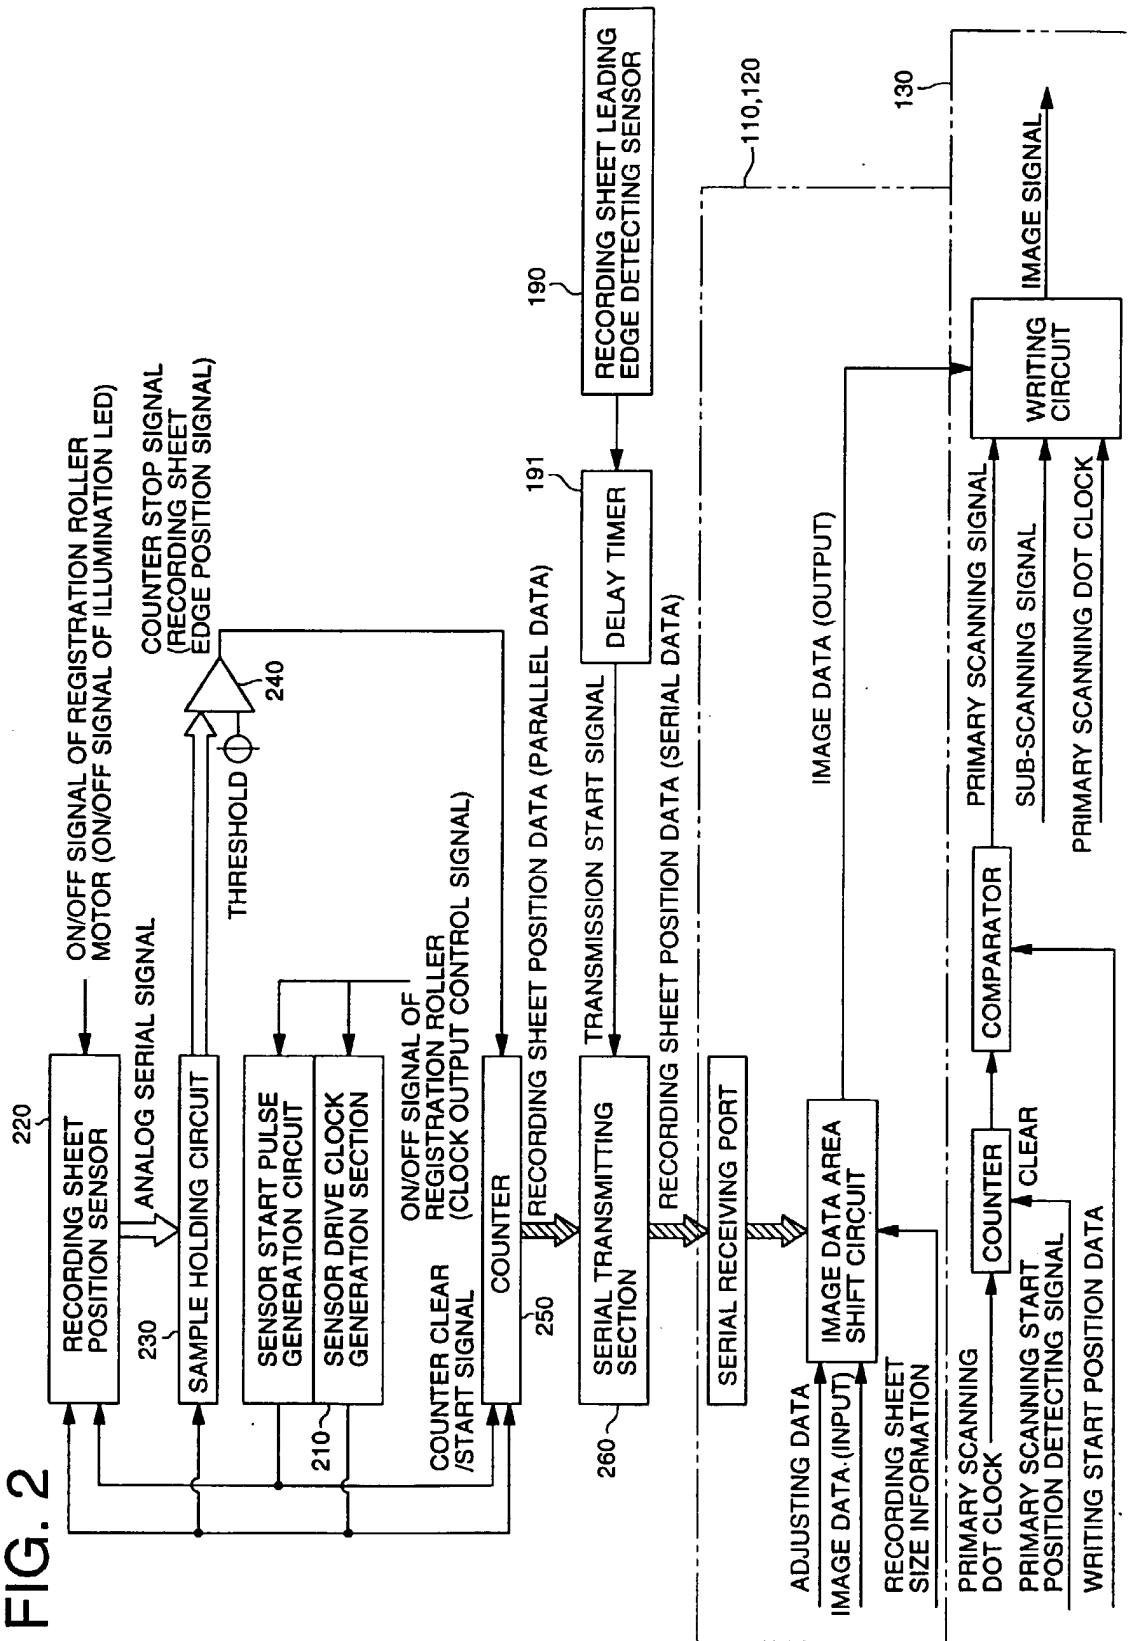 FIG. 2
220
RECORDING SHEET
POSITION SENSOR
ON/OFF SIGNAL OF REGISTRATION ROLLER
MOTOR (ON/OFF SIGNAL OF ILLUMINATION LED)
ANALOG SERIAL SIGNAL
COUNTER STOP SIGNAL
(RECORDING SHEET
EDGE POSITION SIGNAL)
230
SAMPLE HOLDING CIRCUIT
THRESHOLD
240
SENSOR START PULSE
GENERATION CIRCUIT
SENSOR DRIVE CLOCK
GENERATION SECTION
210
ON/OFF SIGNAL OF
REGISTRATION ROLLER
(CLOCK OUTPUT CONTROL SIGNAL)
COUNTER CLEAR
/START SIGNAL
COUNTER
250
RECORDING SHEET POSITION DATA (PARALLEL DATA)
190
RECORDING SHEET LEADING
EDGE DETECTING SENSOR
191
DELAY TIMER
TRANSMISSION START SIGNAL
SERIAL TRANSMITTING
SECTION
260
RECORDING SHEET POSITION DATA (SERIAL DATA)
110,120
SERIAL RECEIVING PORT
ADJUSTING DATA
IMAGE DATA (INPUT)
IMAGE DATA AREA
SHIFT CIRCUIT
IMAGE DATA (OUTPUT)
RECORDING SHEET
SIZE INFORMATION
130
PRIMARY SCANNING
DOT CLOCK
COUNTER
CLEAR
COMPARATOR
PRIMARY SCANNING SIGNAL
SUB-SCANNING SIGNAL
PRIMARY SCANNING DOT CLOCK
WRITING
CIRCUIT
IMAGE SIGNAL
PRIMARY SCANNING START
POSITION DETECTING SIGNAL
WRITING START POSITION DATA